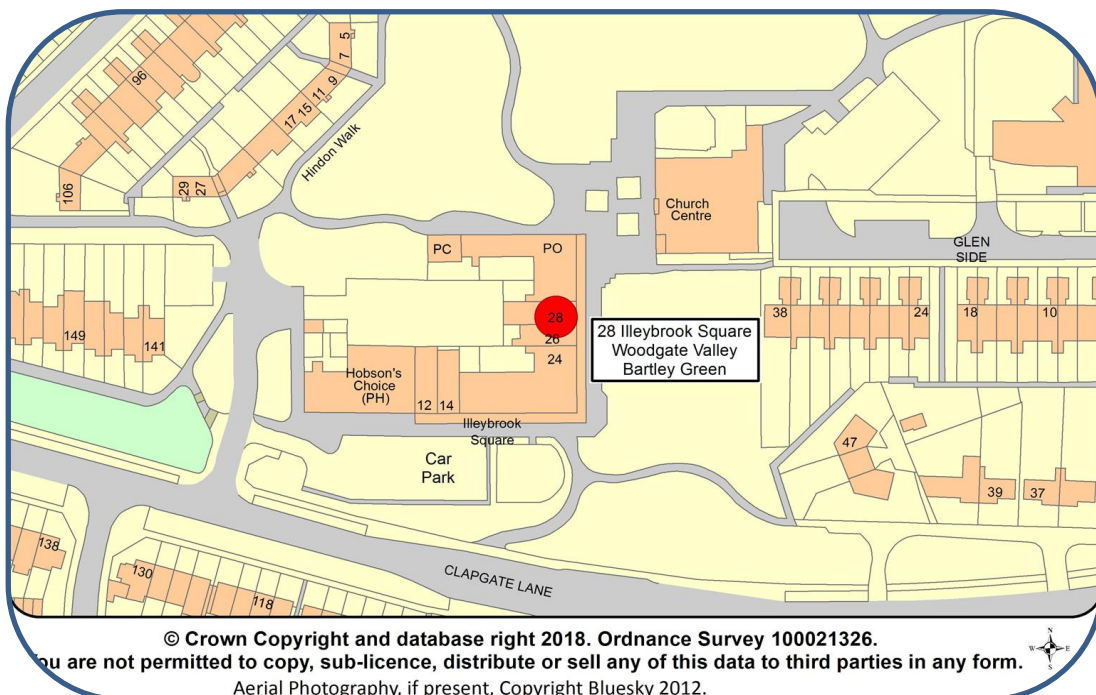 5
7
9
11
15
17
96
Hindon Walk
29
27
106
Church
Centre
PC
PO
GLEN
SIDE
28
26
24
28 Illeybrook Square
Woodgate Valley
Bartley Green
38
24
18
10
149
141
Hobson's
Choice
(PH)
12
14
Illeybrook
Square
Car
Park
47
39
37
138
130
118
CLAPGATE LANE
© Crown Copyright and database right 2018. Ordnance Survey 100021326.
ou are not permitted to copy, sub-licence, distribute or sell any of this data to third parties in any form.
Aerial Photography, if present, Copyright Bluesky 2012.
N
W
E
S